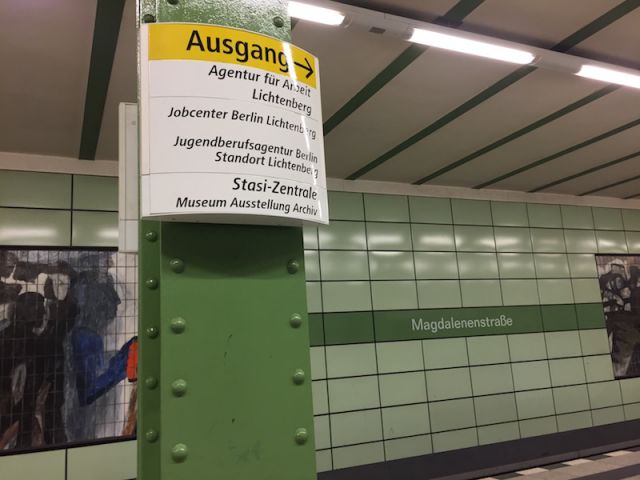 Ausgang→
Agentur für Arbeit
Lichtenberg
Jobcenter Berlin Lichtenberg
Jugendberufsagentur Berlin
Standort Lichtenberg
Stasi-Zentrale
Museum Ausstellung Archiv
Magdalenenstraße